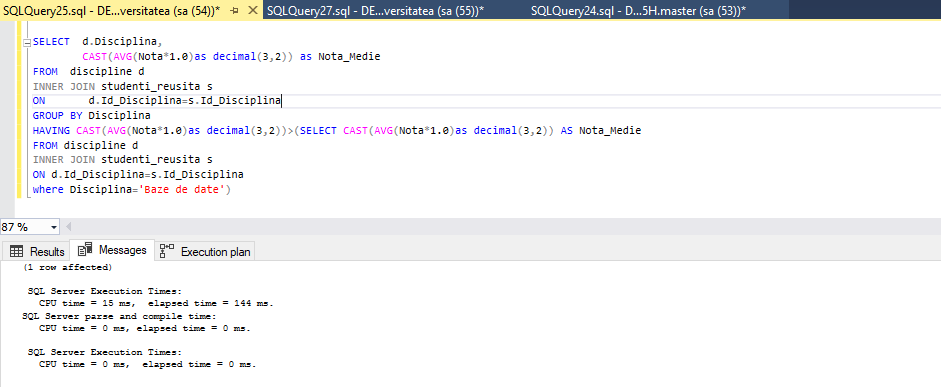 SQLQuery25.sql - DE...versitatea (sa (54))* SQLQuery27.sql - DE...versitatea (sa (55))* SQLQuery24.sql - D...5H.master (sa (53))*
SELECT d.Disciplina,
CAST(AVG(Nota*1.0)as decimal(3,2)) as Nota_Medie
FROM discipline d
INNER JOIN studenti_reusita s
ON d.Id_Disciplina=s.Id_Disciplina
GROUP BY Disciplina
HAVING CAST(AVG(Nota*1.0)as decimal(3,2))>(SELECT CAST(AVG(Nota*1.0)as decimal(3,2)) AS Nota_Medie
FROM discipline d
INNER JOIN studenti_reusita s
ON d.Id_Disciplina=s.Id_Disciplina
where Disciplina='Baze de date')
87 %
Results Messages Execution plan
(1 row affected)
SQL Server Execution Times:
CPU time = 15 ms, elapsed time = 144 ms.
SQL Server parse and compile time:
CPU time = 0 ms, elapsed time = 0 ms.
SQL Server Execution Times:
CPU time = 0 ms, elapsed time = 0 ms.